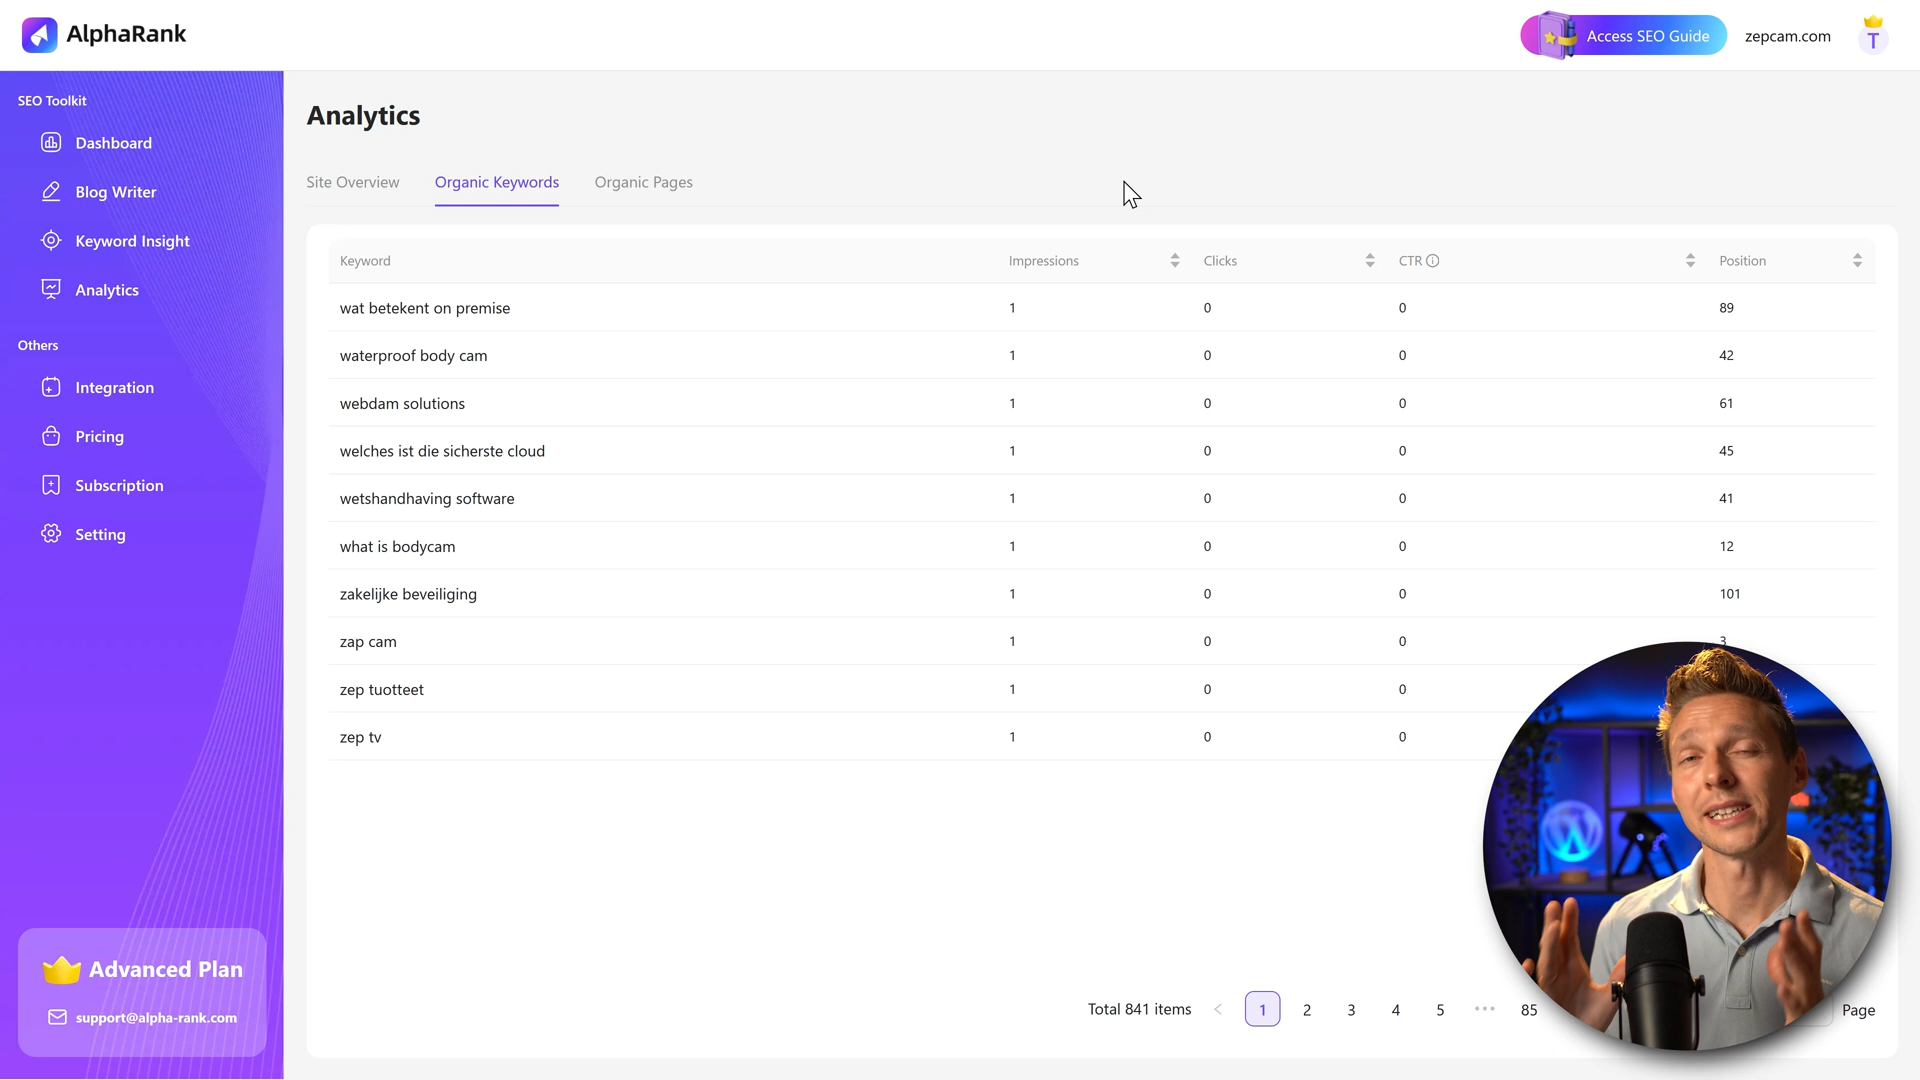 AlphaRank
Access SEO Guide
zepcam.com
T
SEO Toolkit
Dashboard
Blog Writer
Keyword Insight
Analytics
Others
Integration
Pricing
Subscription
Setting
Advanced Plan
support@alpha-rank.com
Analytics
Site Overview Organic Keywords Organic Pages
Keyword Impressions Clicks CTR Position
wat betekent on premise 1 0 0 89
waterproof body cam 1 0 0 42
webdam solutions 1 0 0 61
welches ist die sicherste cloud 1 0 0 45
wetshandhaving software 1 0 0 41
what is bodycam 1 0 0 12
zakelijke beveiliging 1 0 0 101
zap cam 1 0 0 3
zep tuotteet 1 0 0
zep tv 1 0 0
Total 841 items < 1 2 3 4 5 ••• 85 Page